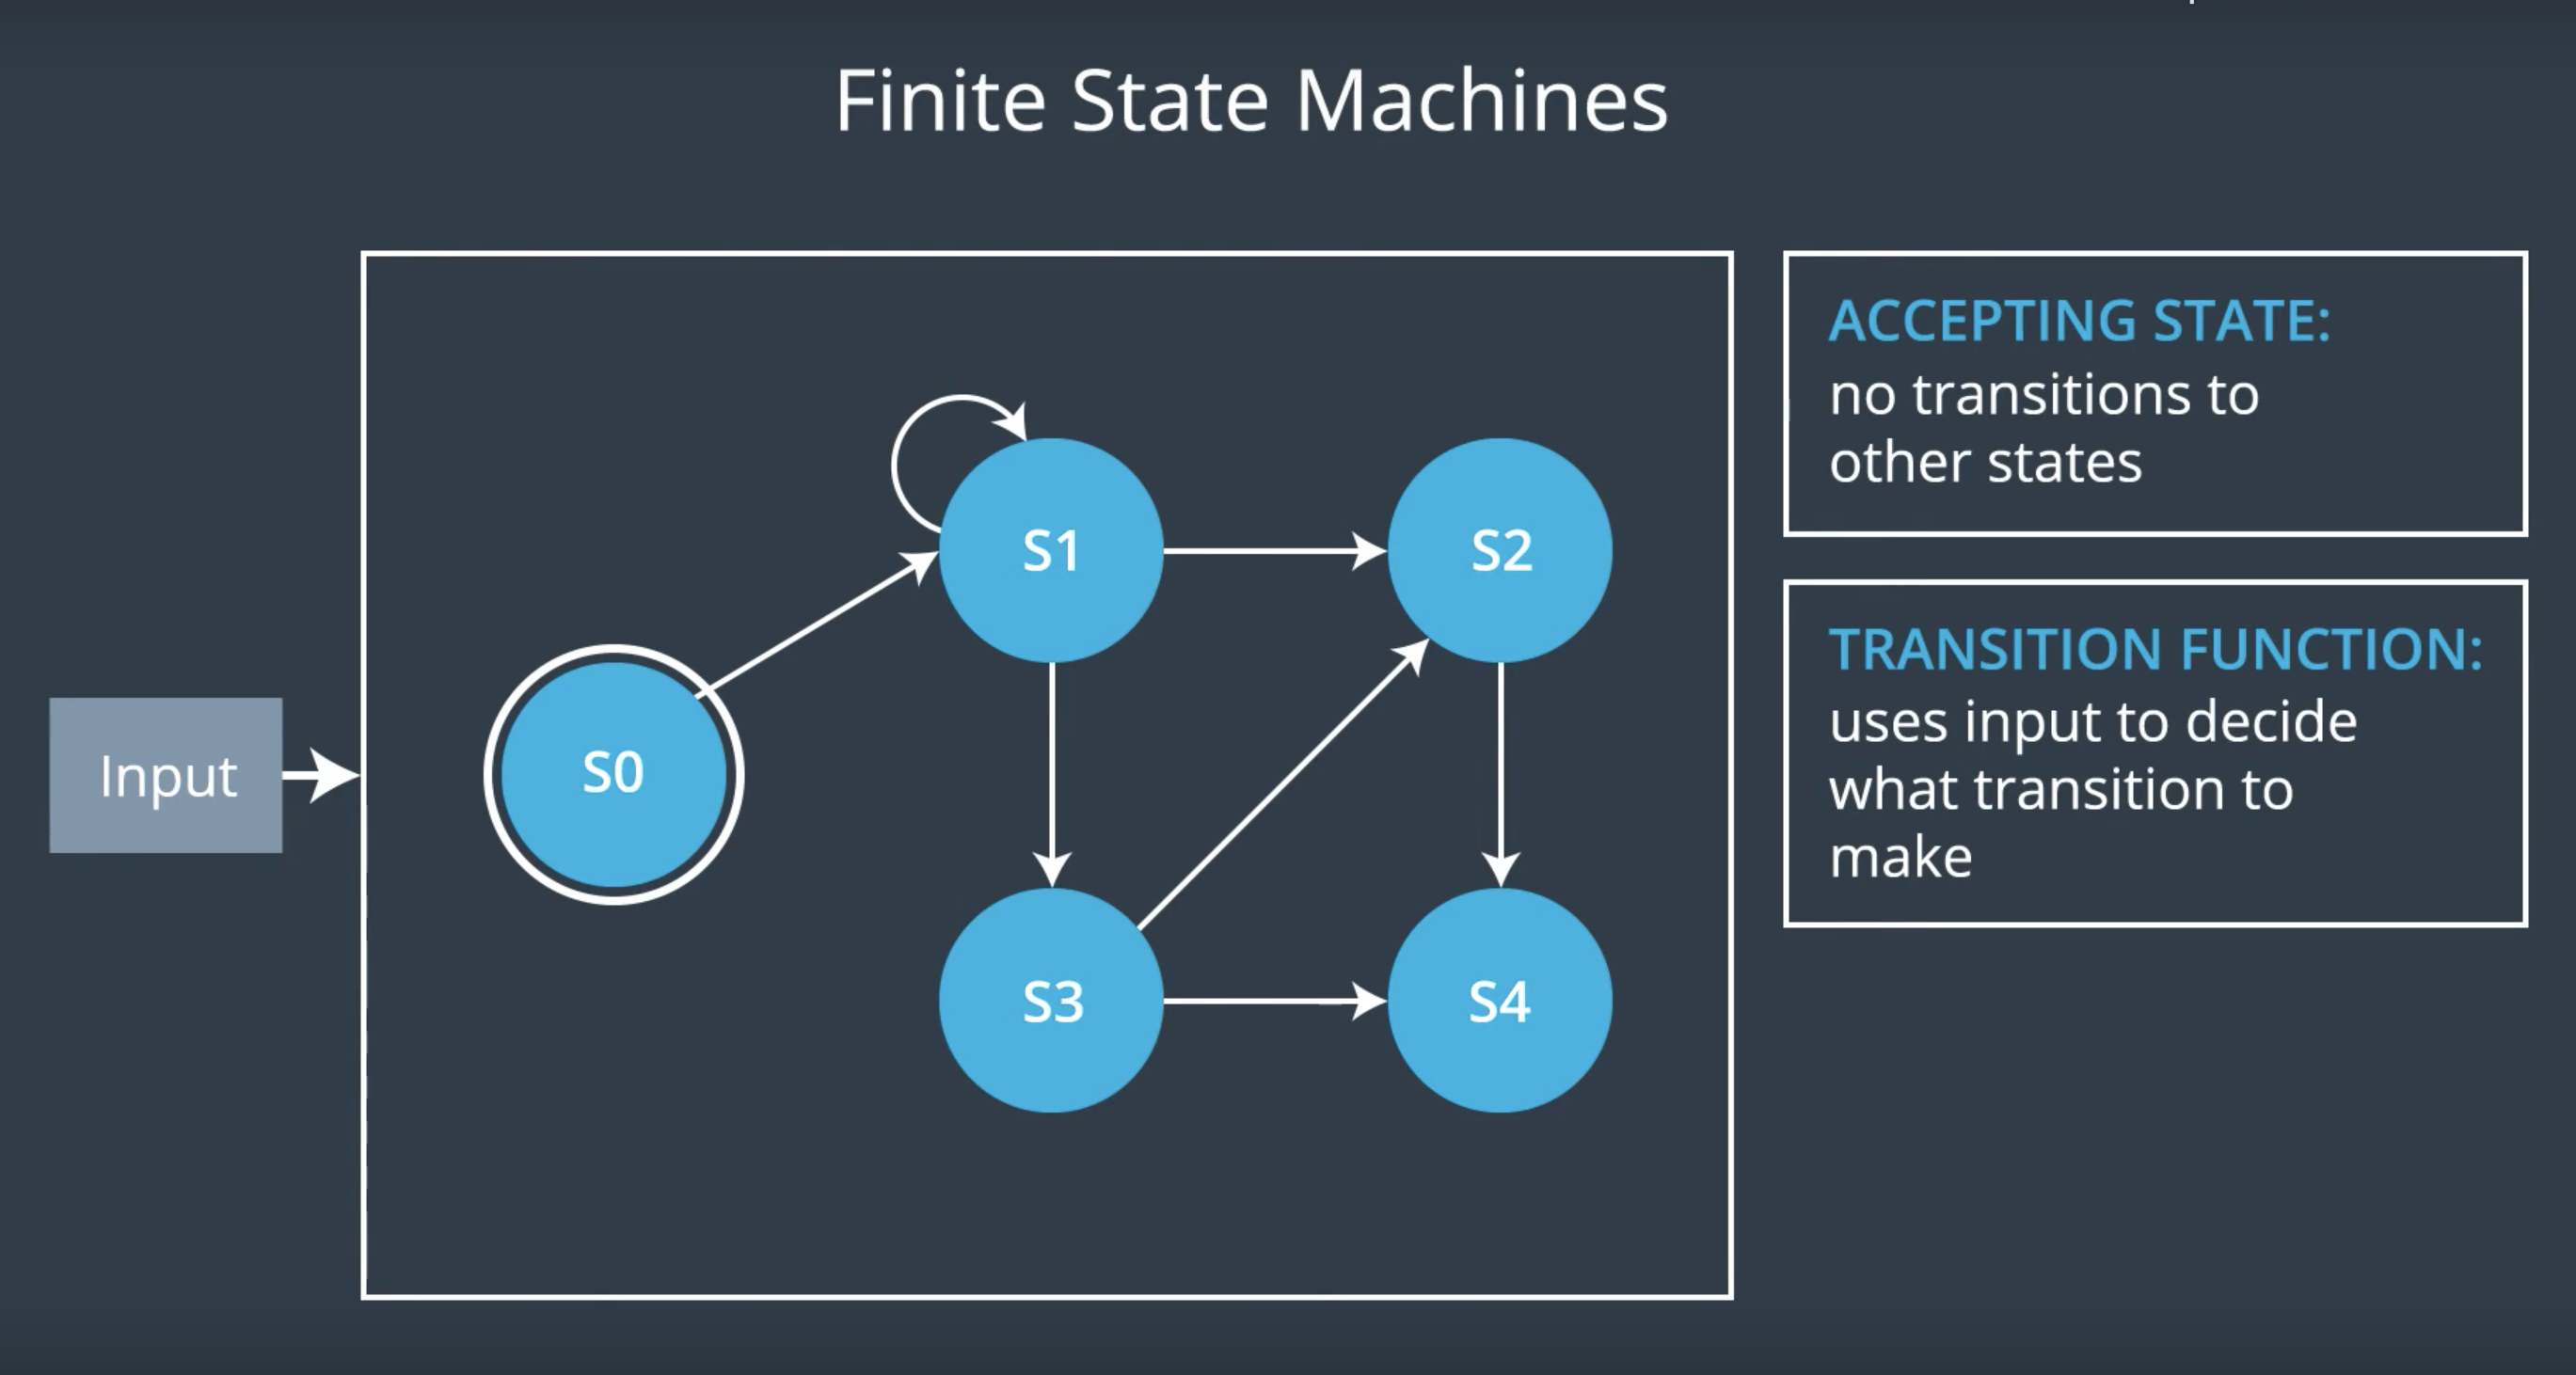 Finite State Machines
ACCEPTING STATE:
no transitions to
other states
S1
S2
TRANSITION FUNCTION:
uses input to decide
what transition to
make
Input
S0
S3
S4